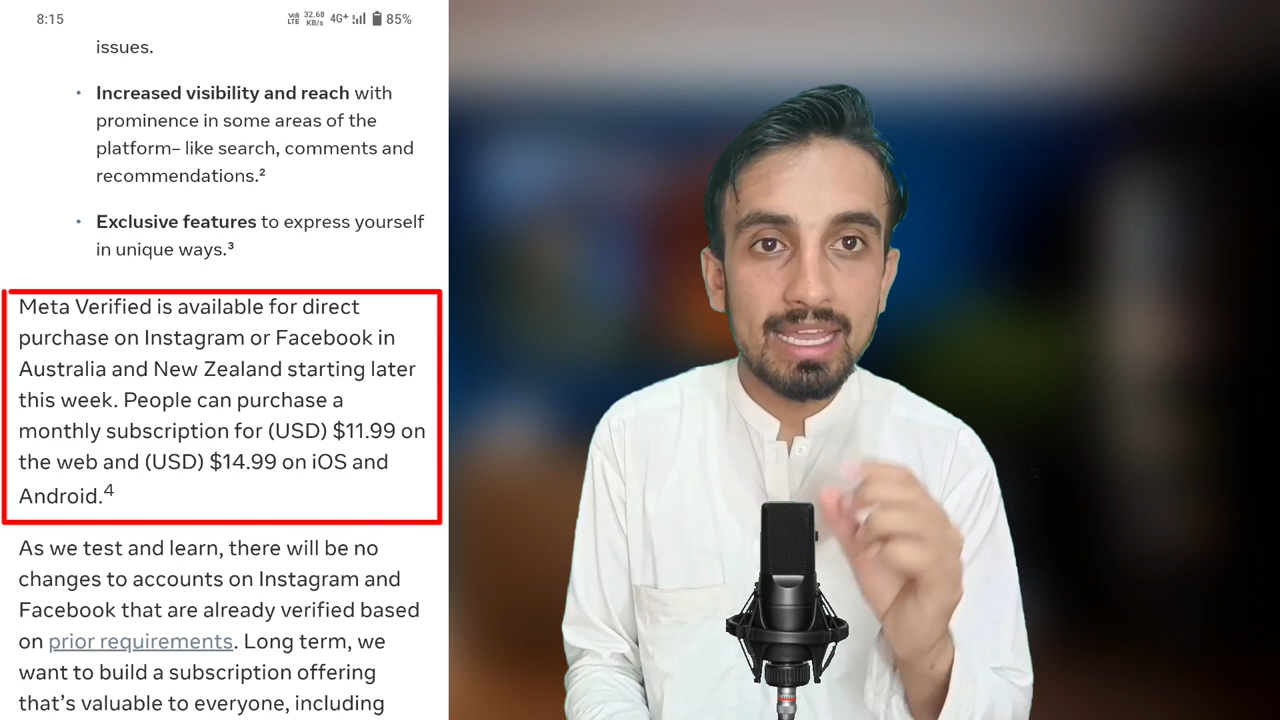 8:15
Voli LTE 32.68 KB/s 4G+ 85%
issues.
• Increased visibility and reach with
prominence in some areas of the
platform– like search, comments and
recommendations.²
• Exclusive features to express yourself
in unique ways.³
Meta Verified is available for direct
purchase on Instagram or Facebook in
Australia and New Zealand starting later
this week. People can purchase a
monthly subscription for (USD) $11.99 on
the web and (USD) $14.99 on iOS and
Android.⁴
As we test and learn, there will be no
changes to accounts on Instagram and
Facebook that are already verified based
on prior requirements. Long term, we
want to build a subscription offering
that’s valuable to everyone, including